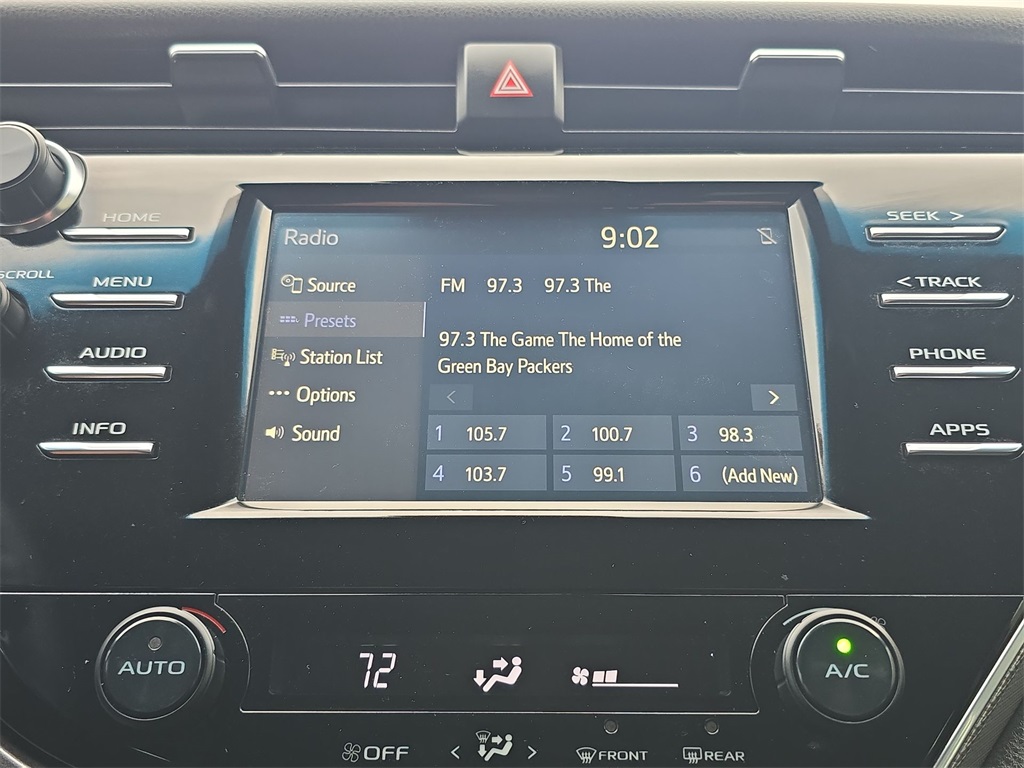 HOME
SCROLL
MENU
AUDIO
INFO
Radio 9:02
Source
Presets
Station List
Options
Sound
FM 97.3 97.3 The
97.3 The Game The Home of the
Green Bay Packers
< >
1 105.7 2 100.7 3 98.3
4 103.7 5 99.1 6 (Add New)
SEEK >
< TRACK
PHONE
APPS
AUTO 72 A/C
OFF < > FRONT REAR